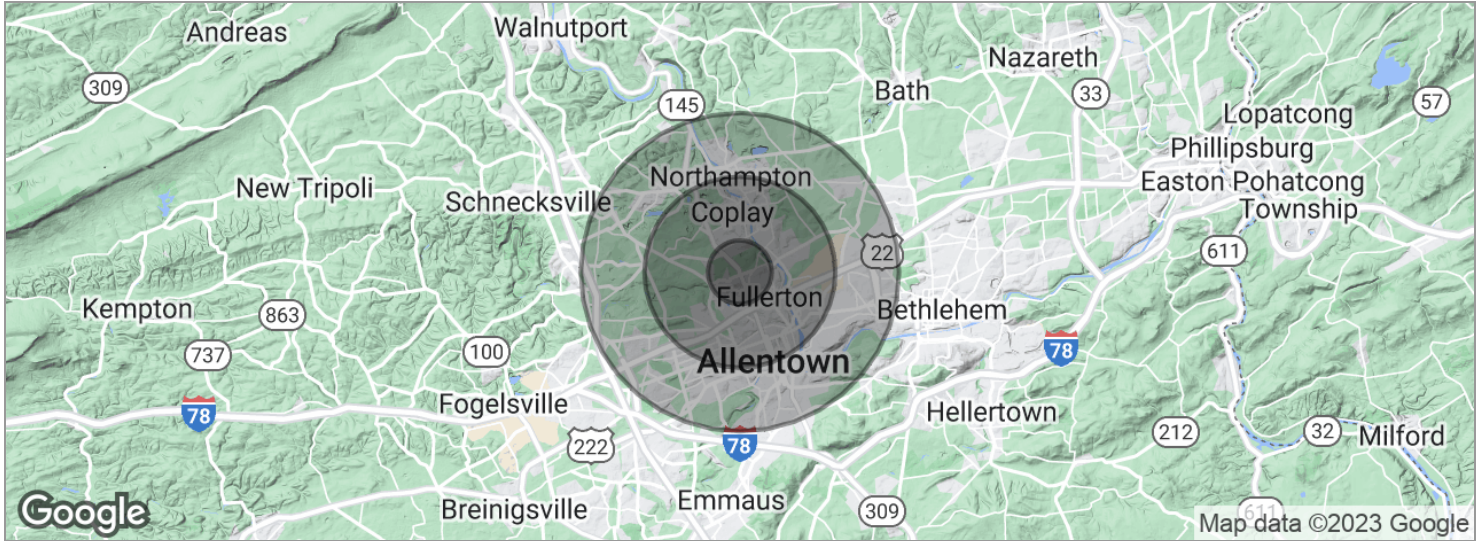 Andreas
Walnutport
Nazareth
309
145
Bath
33
57
Lopatcong
Phillipsburg
New Tripoli
Northampton
Easton Pohatcong
Township
Schnecksville
Coplay
22
611
Kempton
863
Fullerton
Bethlehem
737
100
78
Allentown
78
Fogelsville
Hellertown
222
78
212
32
Milford
Breinigsville
Emmaus
309
611
Google
Map data ©2023 Google